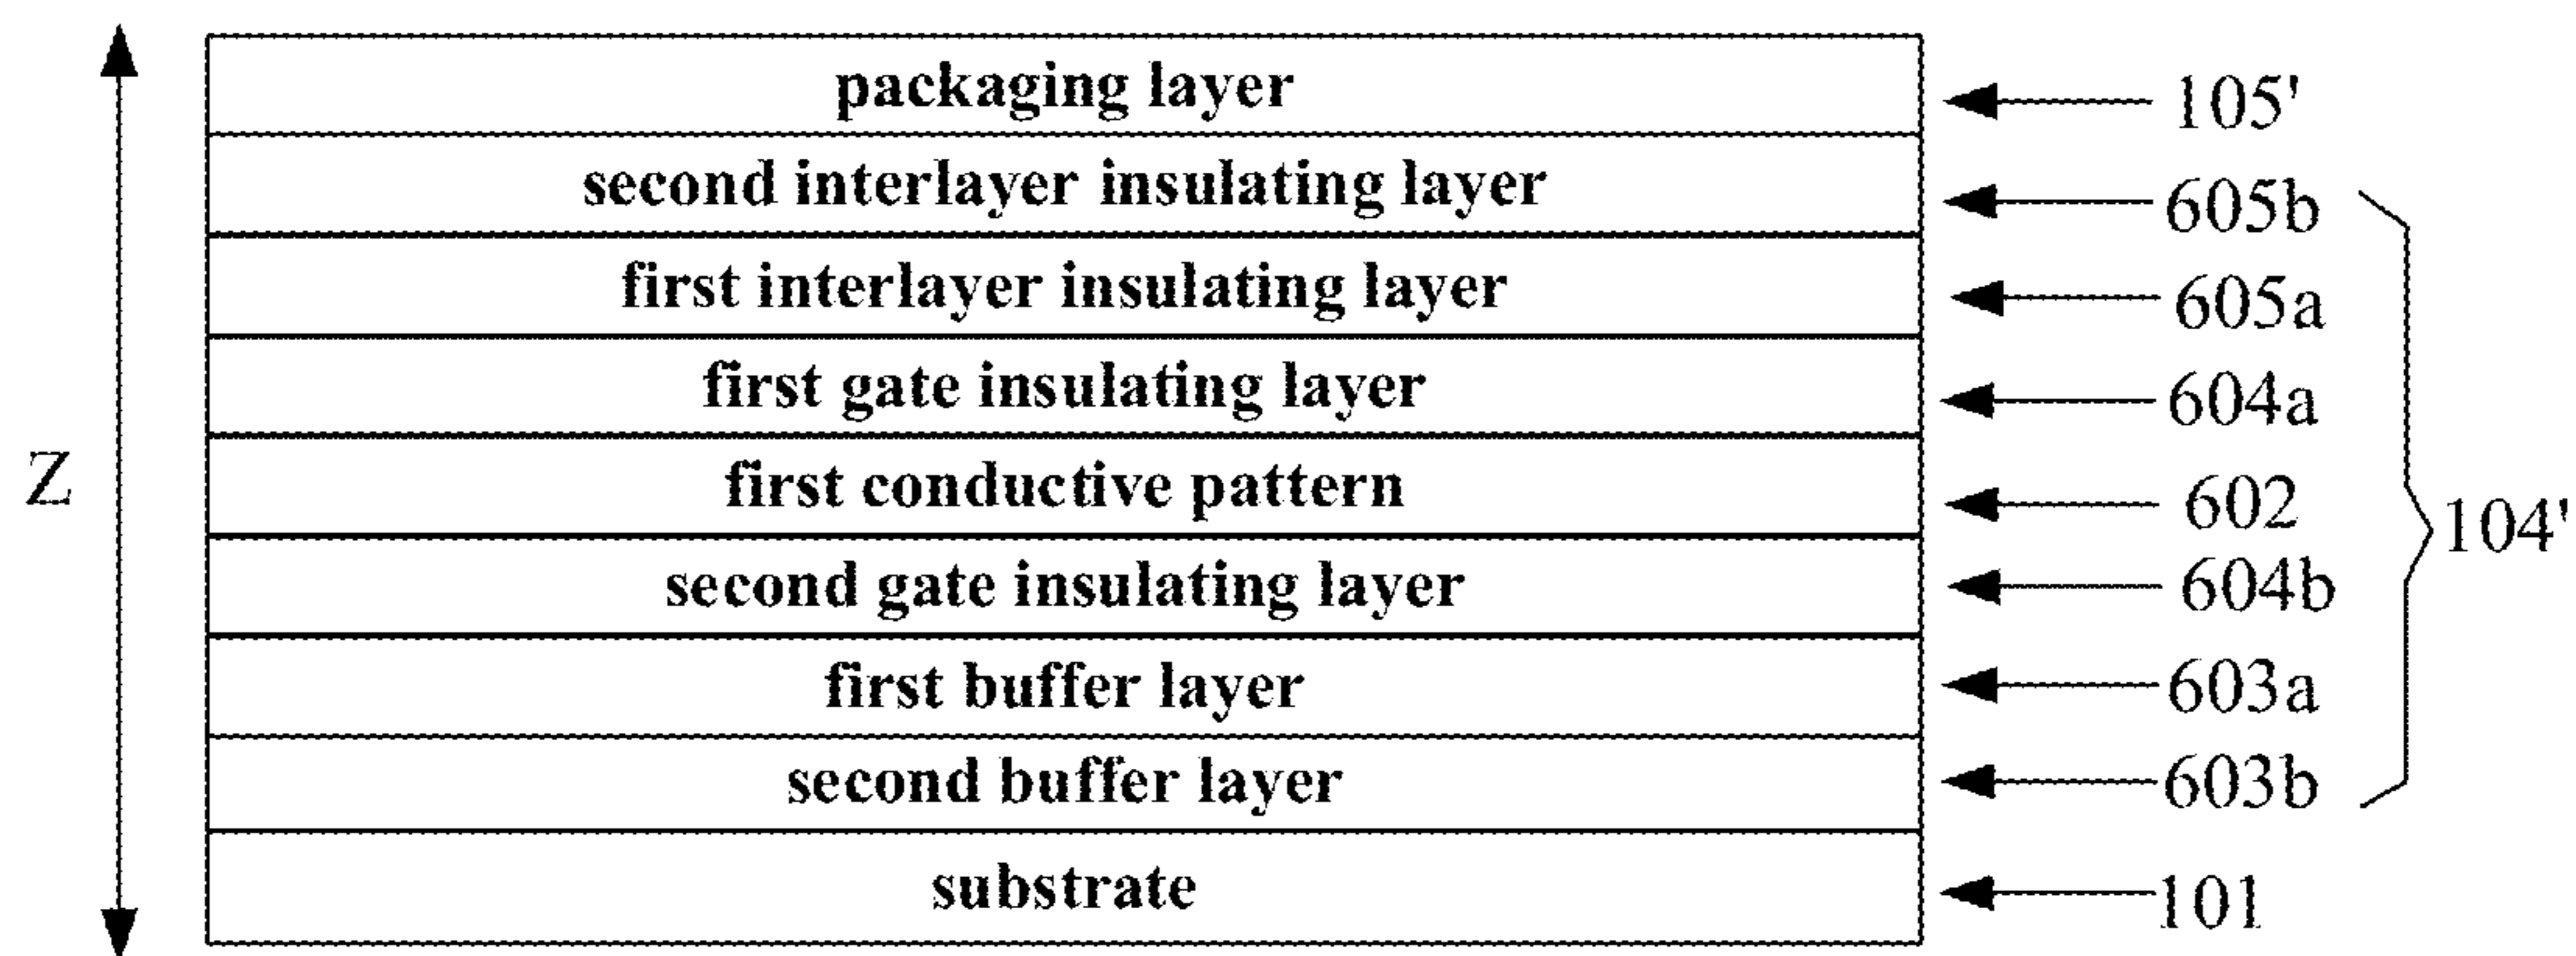 packaging layer 105'
second interlayer insulating layer 605b
first interlayer insulating layer 605a
first gate insulating layer 604a
Z
first conductive pattern 602
104'
second gate insulating layer 604b
first buffer layer 603a
second buffer layer 603b
substrate 101